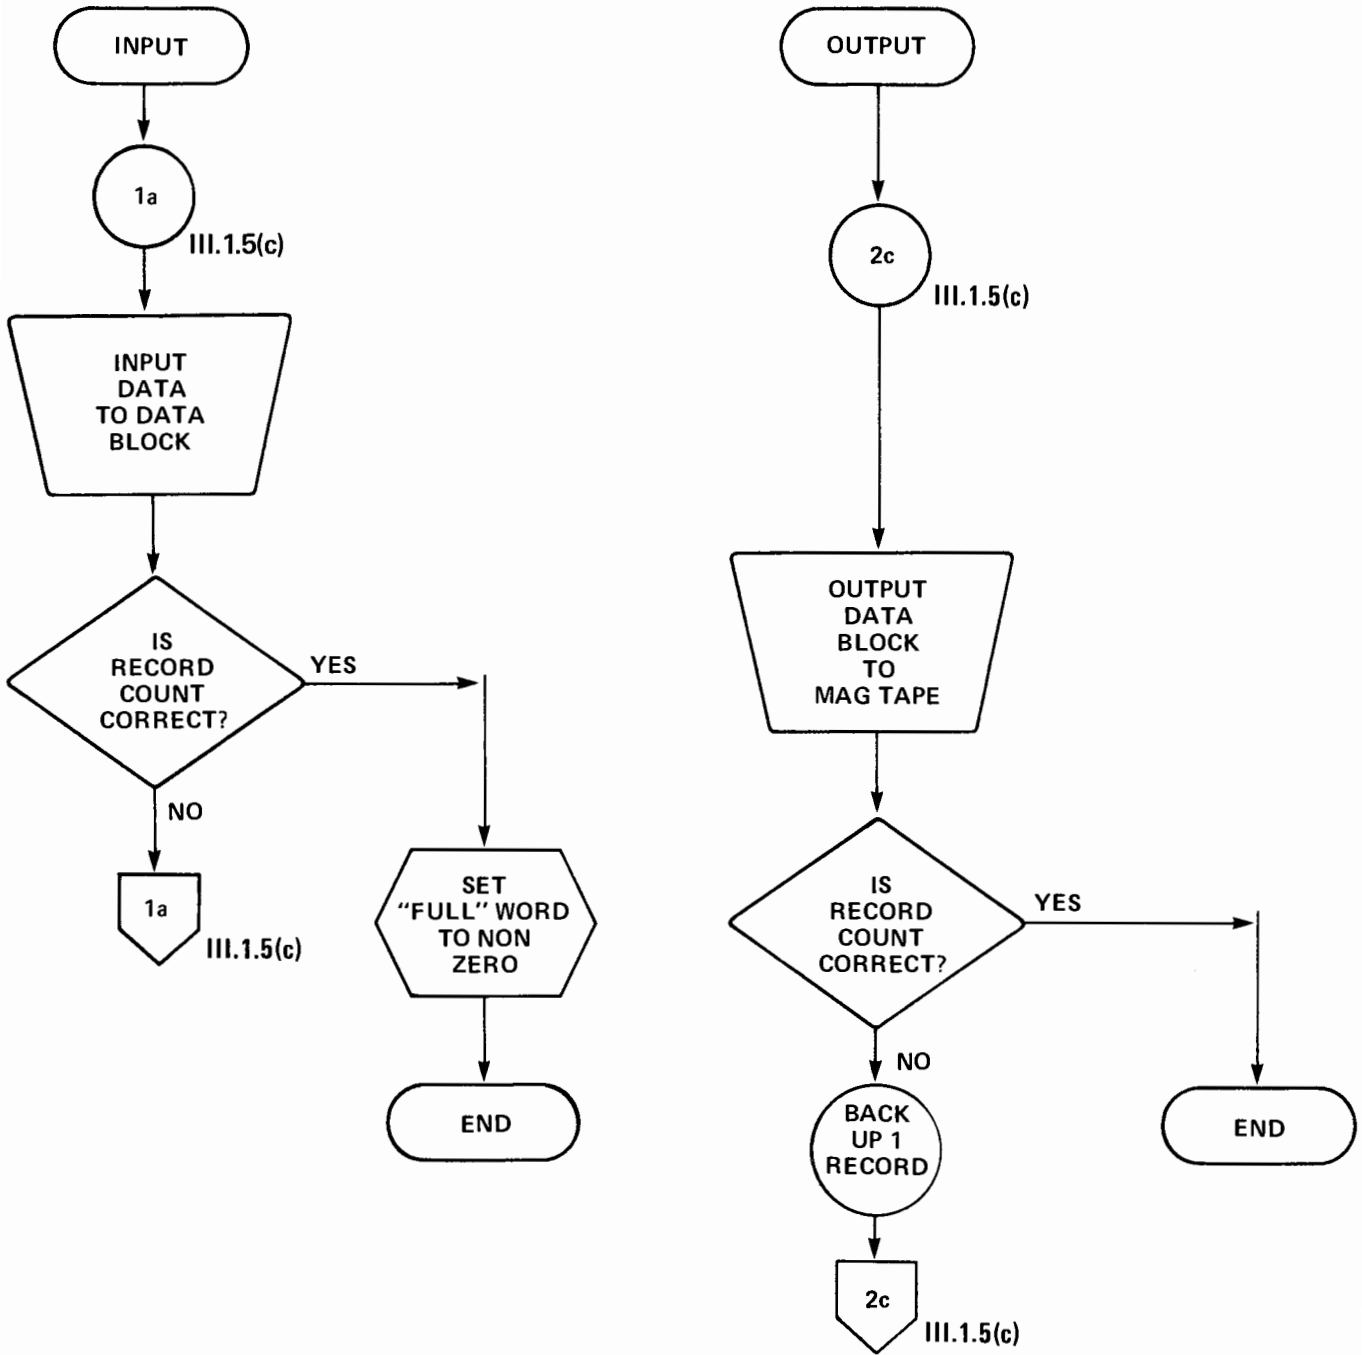 INPUT
1a
III.1.5(c)
INPUT
DATA
TO DATA
BLOCK
IS
RECORD
COUNT
CORRECT?
YES
NO
1a
III.1.5(c)
SET
“FULL” WORD
TO NON
ZERO
END
OUTPUT
2c
III.1.5(c)
OUTPUT
DATA
BLOCK
TO
MAG TAPE
IS
RECORD
COUNT
CORRECT?
YES
NO
BACK
UP 1
RECORD
2c
III.1.5(c)
END